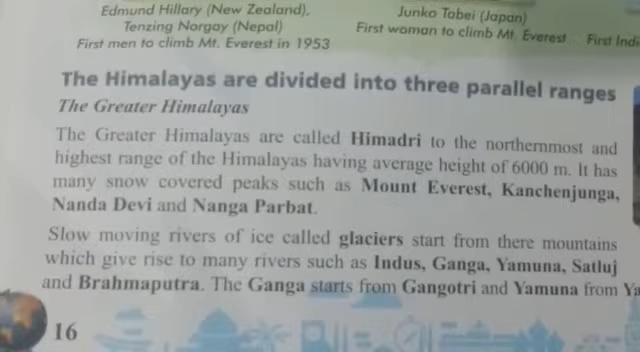 Edmund Hillary (New Zealand),
Tenzing Norgay (Nepal)
First men to climb Mt. Everest in 1953
Junko Tabei (Japan)
First woman to climb Mt. Everest
First Indi
The Himalayas are divided into three parallel ranges
The Greater Himalayas
The Greater Himalayas are called Himadri to the northernmost and
highest range of the Himalayas having average height of 6000 m. It has
many snow covered peaks such as Mount Everest, Kanchenjunga,
Nanda Devi and Nanga Parbat.
Slow moving rivers of ice called glaciers start from there mountains
which give rise to many rivers such as Indus, Ganga, Yamuna, Satluj
and Brahmaputra. The Ganga starts from Gangotri and Yamuna from Ya
16